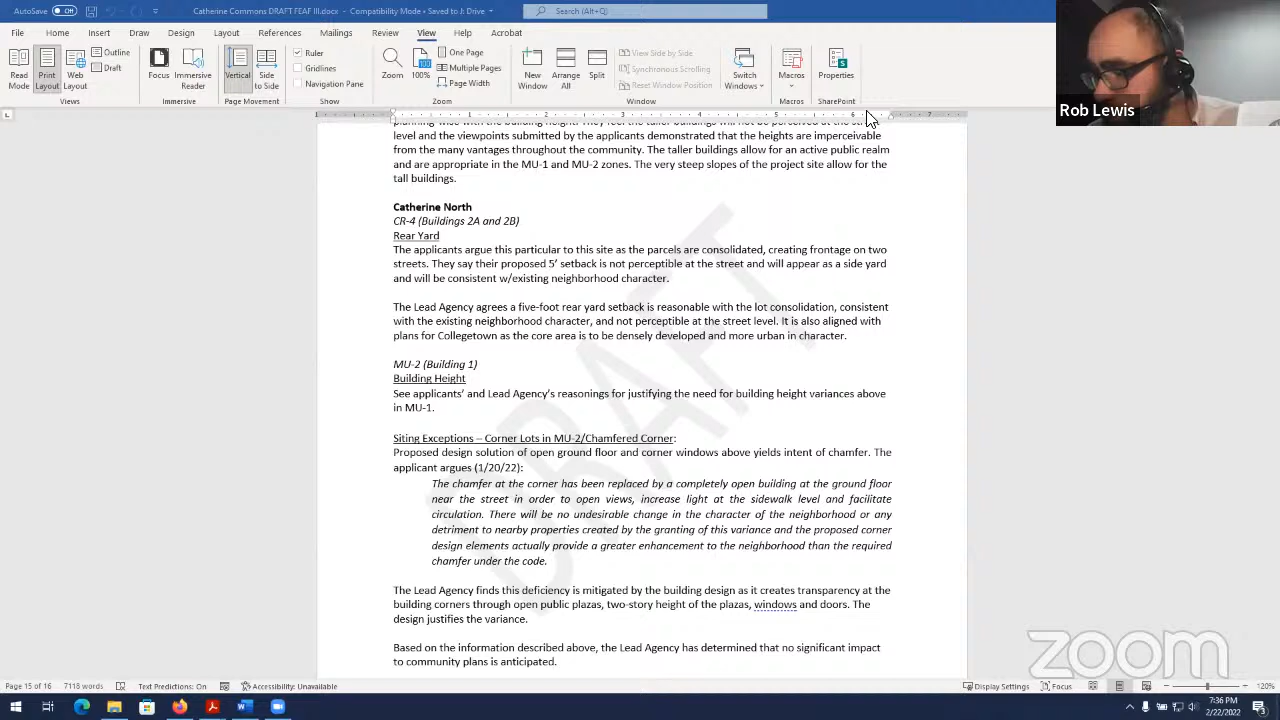 AutoSave Off
Catherine Commons DRAFT FEAF III.docx - Compatibility Mode - Saved to J: Drive
Search (Alt+Q)
File Home Insert Draw Design Layout References Mailings Review View Help Acrobat
Read Mode
Print Layout
Web Layout
Outline
Draft
Views
Focus
Immersive Reader
Immersive
Vertical
Side to Side
Page Movement
Ruler
Gridlines
Navigation Pane
Show
Zoom
100%
One Page
Multiple Pages
Page Width
Zoom
New Window
Arrange All
Split
View Side by Side
Synchronous Scrolling
Reset Window Position
Window
Switch Windows
Macros
Macros
Properties
SharePoint
Rob Lewis
level and the viewpoints submitted by the applicants demonstrated that the heights are imperceivable
from the many vantages throughout the community. The taller buildings allow for an active public realm
and are appropriate in the MU-1 and MU-2 zones. The very steep slopes of the project site allow for the
tall buildings.
Catherine North
CR-4 (Buildings 2A and 2B)
Rear Yard
The applicants argue this particular to this site as the parcels are consolidated, creating frontage on two
streets. They say their proposed 5’ setback is not perceptible at the street and will appear as a side yard
and will be consistent w/existing neighborhood character.
The Lead Agency agrees a five-foot rear yard setback is reasonable with the lot consolidation, consistent
with the existing neighborhood character, and not perceptible at the street level. It is also aligned with
plans for Collegetown as the core area is to be densely developed and more urban in character.
MU-2 (Building 1)
Building Height
See applicants’ and Lead Agency’s reasonings for justifying the need for building height variances above
in MU-1.
Siting Exceptions – Corner Lots in MU-2/Chamfered Corner:
Proposed design solution of open ground floor and corner windows above yields intent of chamfer. The
applicant argues (1/20/22):
The chamfer at the corner has been replaced by a completely open building at the ground floor
near the street in order to open views, increase light at the sidewalk level and facilitate
circulation. There will be no undesirable change in the character of the neighborhood or any
detriment to nearby properties created by the granting of this variance and the proposed corner
design elements actually provide a greater enhancement to the neighborhood than the required
chamfer under the code.
The Lead Agency finds this deficiency is mitigated by the building design as it creates transparency at the
building corners through open public plazas, two-story height of the plazas, windows and doors. The
design justifies the variance.
Based on the information described above, the Lead Agency has determined that no significant impact
to community plans is anticipated.
DRAFT
zoom
Page 15 of 16 7118 words Text Predictions: On Accessibility: Unavailable Display Settings Focus 120%
7:36 PM
2/22/2022